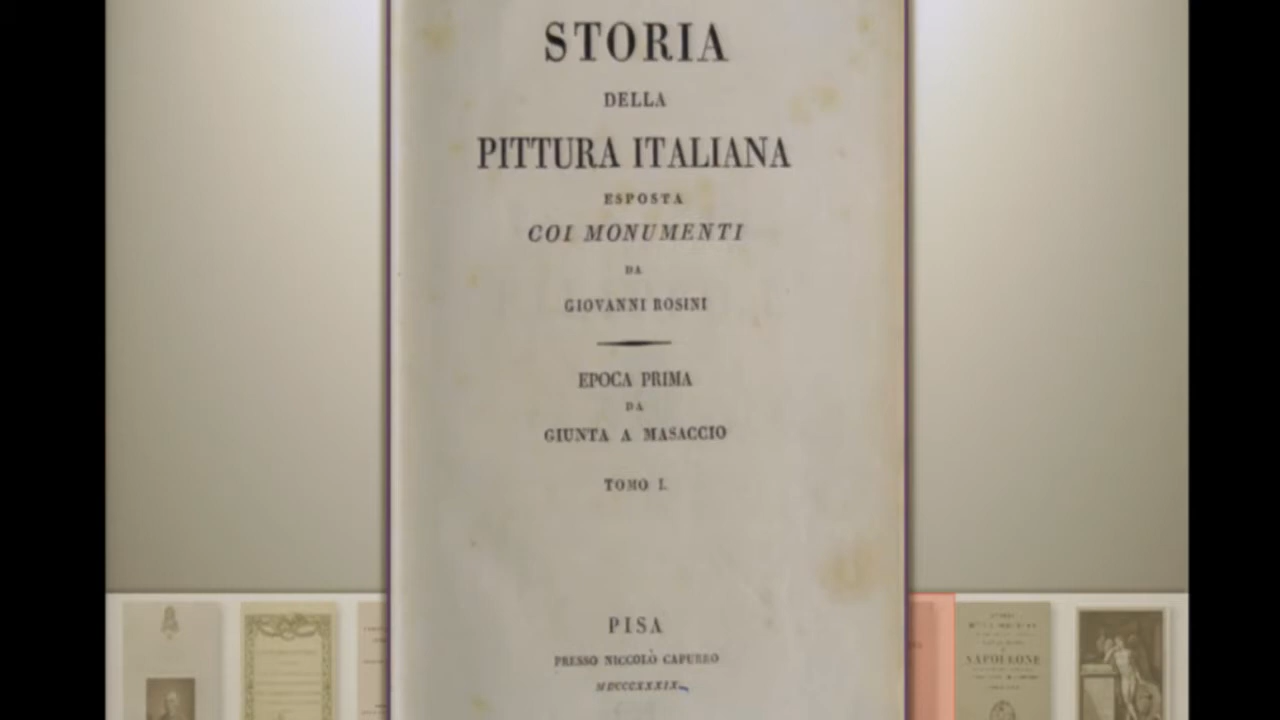 STORIA
DELLA
PITTURA ITALIANA
ESPOSTA
COI MONUMENTI
DA
GIOVANNI ROSINI
EPOCA PRIMA
DA
GIUNTA A MASACCIO
TOMO I.
PISA
PRESSO NICCOLÒ CAPURRO
MDCCCXXXIX
NAPOLEONE